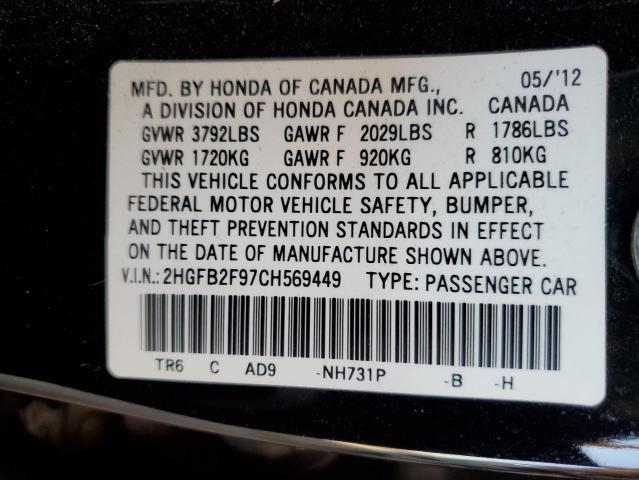 MFD. BY HONDA OF CANADA MFG., 05/'12
A DIVISION OF HONDA CANADA INC. CANADA
GVWR 3792LBS GAWR F 2029LBS R 1786LBS
GVWR 1720KG GAWR F 920KG R 810KG
THIS VEHICLE CONFORMS TO ALL APPLICABLE
FEDERAL MOTOR VEHICLE SAFETY, BUMPER,
AND THEFT PREVENTION STANDARDS IN EFFECT
ON THE DATE OF MANUFACTURE SHOWN ABOVE.
V.I.N.: 2HGFB2F97CH569449 TYPE: PASSENGER CAR
TR6 C AD9 -NH731P -B -H